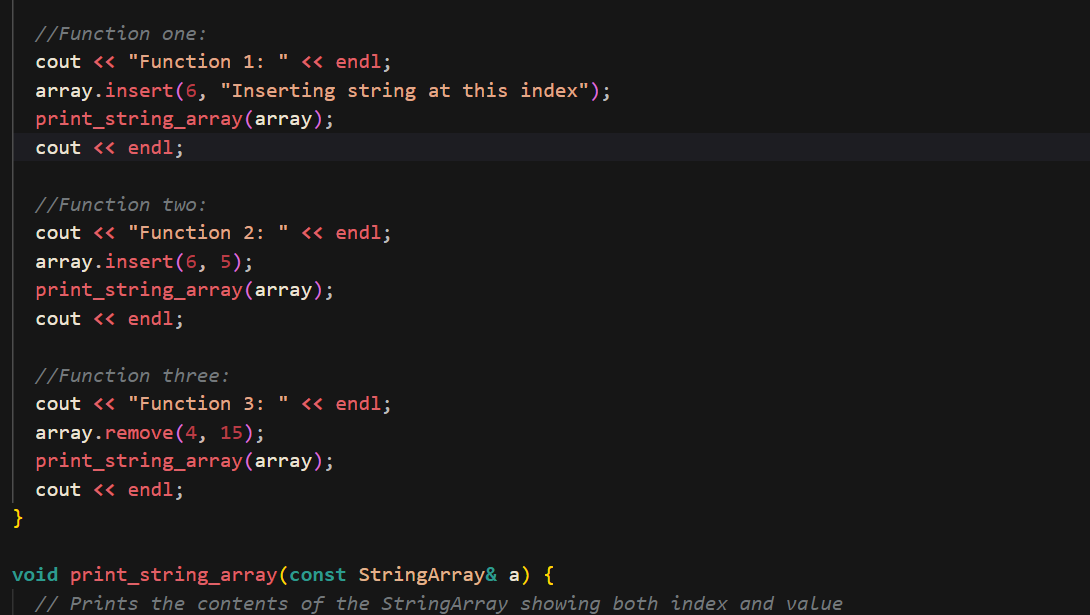 //Function one:
cout << "Function 1: " << endl;
array.insert(6, "Inserting string at this index");
print_string_array(array);
cout << endl;
//Function two:
cout << "Function 2: " << endl;
array.insert(6, 5);
print_string_array(array);
cout << endl;
//Function three:
cout << "Function 3: " << endl;
array.remove(4, 15);
print_string_array(array);
cout << endl;
}
void print_string_array(const StringArray& a) {
// Prints the contents of the StringArray showing both index and value